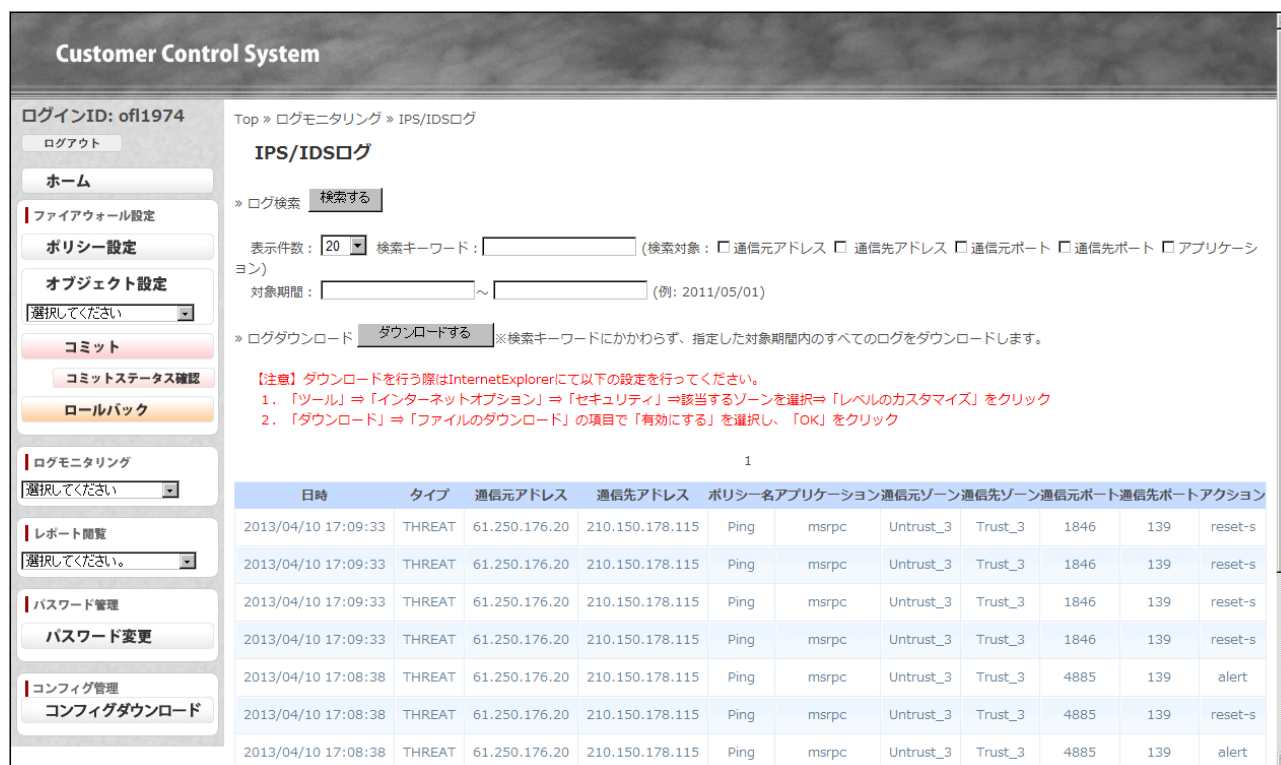 Customer Control System
ログインID: ofl1974
ログアウト
ホーム
ファイアウォール設定
ポリシー設定
オブジェクト設定
選択してください
コミット
コミットステータス確認
ロールバック
ログモニタリング
選択してください
レポート閲覧
選択してください。
パスワード管理
パスワード変更
コンフィグ管理
コンフィグダウンロード
Top » ログモニタリング » IPS/IDSログ
IPS/IDSログ
» ログ検索 検索する
表示件数： 20 検索キーワード： (検索対象： 通信元アドレス 通信先アドレス 通信元ポート 通信先ポート アプリケーシ
ョン)
対象期間： ～ (例: 2011/05/01)
» ログダウンロード ダウンロードする ※検索キーワードにかかわらず、指定した対象期間内のすべてのログをダウンロードします。
【注意】ダウンロードを行う際はInternetExplorerにて以下の設定を行ってください。
１．「ツール」⇒「インターネットオプション」⇒「セキュリティ」⇒該当するゾーンを選択⇒「レベルのカスタマイズ」をクリック
２．「ダウンロード」⇒「ファイルのダウンロード」の項目で「有効にする」を選択し、「OK」をクリック
1
日時 タイプ 通信元アドレス 通信先アドレス ポリシー名 アプリケーション 通信元ゾーン 通信先ゾーン 通信元ポート 通信先ポート アクション
2013/04/10 17:09:33 THREAT 61.250.176.20 210.150.178.115 Ping msrpc Untrust_3 Trust_3 1846 139 reset-s
2013/04/10 17:09:33 THREAT 61.250.176.20 210.150.178.115 Ping msrpc Untrust_3 Trust_3 1846 139 reset-s
2013/04/10 17:09:33 THREAT 61.250.176.20 210.150.178.115 Ping msrpc Untrust_3 Trust_3 1846 139 reset-s
2013/04/10 17:09:33 THREAT 61.250.176.20 210.150.178.115 Ping msrpc Untrust_3 Trust_3 1846 139 reset-s
2013/04/10 17:08:38 THREAT 61.250.176.20 210.150.178.115 Ping msrpc Untrust_3 Trust_3 4885 139 alert
2013/04/10 17:08:38 THREAT 61.250.176.20 210.150.178.115 Ping msrpc Untrust_3 Trust_3 4885 139 reset-s
2013/04/10 17:08:38 THREAT 61.250.176.20 210.150.178.115 Ping msrpc Untrust_3 Trust_3 4885 139 alert